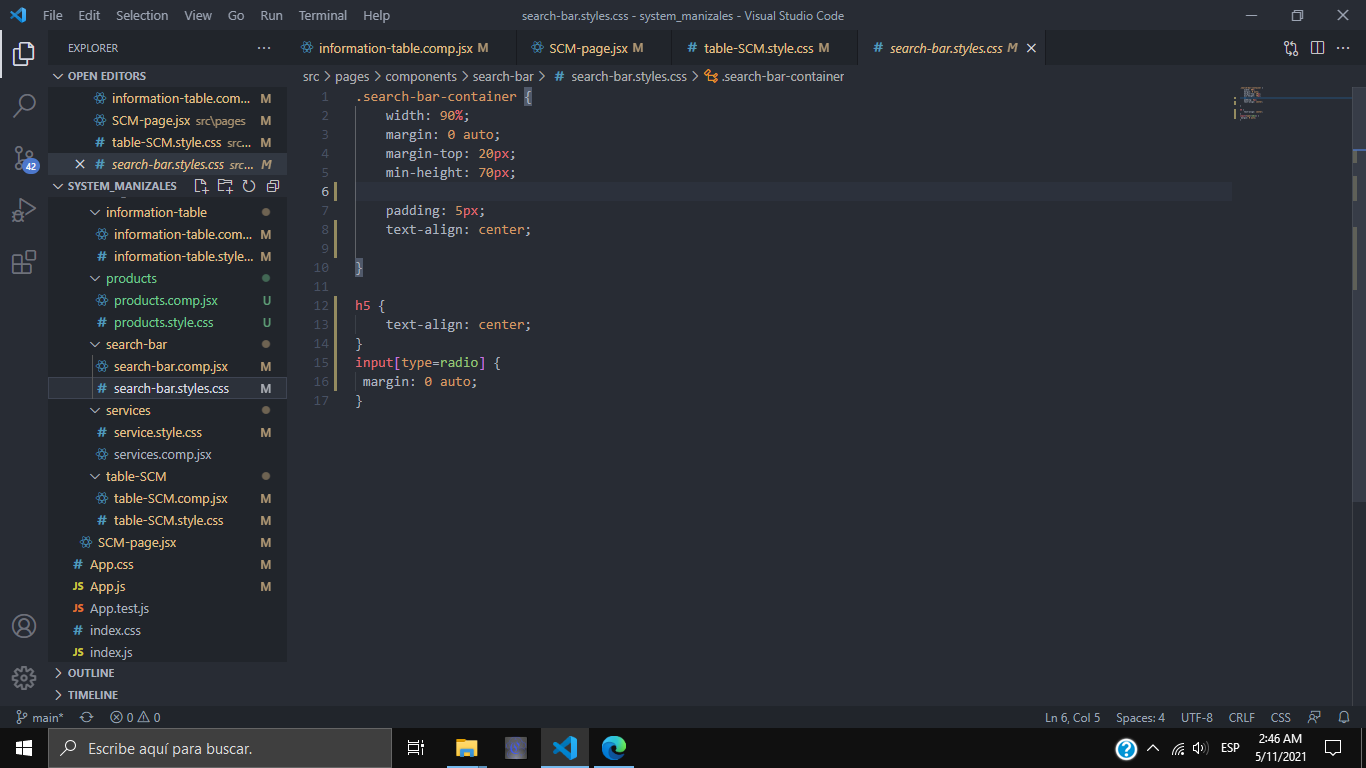 File Edit Selection View Go Run Terminal Help
search-bar.styles.css - system_manizales - Visual Studio Code
EXPLORER
information-table.comp.jsx M
SCM-page.jsx M
# table-SCM.style.css M
# search-bar.styles.css M
OPEN EDITORS
information-table.com... M
SCM-page.jsx src\pages M
# table-SCM.style.css src... M
# search-bar.styles.css src... M
42
SYSTEM_MANIZALES
information-table
information-table.com... M
# information-table.style... M
products
products.comp.jsx U
# products.style.css U
search-bar
search-bar.comp.jsx M
# search-bar.styles.css M
services
# service.style.css M
services.comp.jsx
table-SCM
table-SCM.comp.jsx M
# table-SCM.style.css M
SCM-page.jsx M
# App.css M
JS App.js M
JS App.test.js
# index.css
JS index.js
OUTLINE
TIMELINE
src > pages > components > search-bar > # search-bar.styles.css > .search-bar-container
1 .search-bar-container {
2 width: 90%;
3 margin: 0 auto;
4 margin-top: 20px;
5 min-height: 70px;
6
7 padding: 5px;
8 text-align: center;
9
10 }
11
12 h5 {
13 text-align: center;
14 }
15 input[type=radio] {
16 margin: 0 auto;
17 }
main* 0 0
Ln 6, Col 5 Spaces: 4 UTF-8 CRLF CSS
Escribe aquí para buscar.
ESP
2:46 AM
5/11/2021